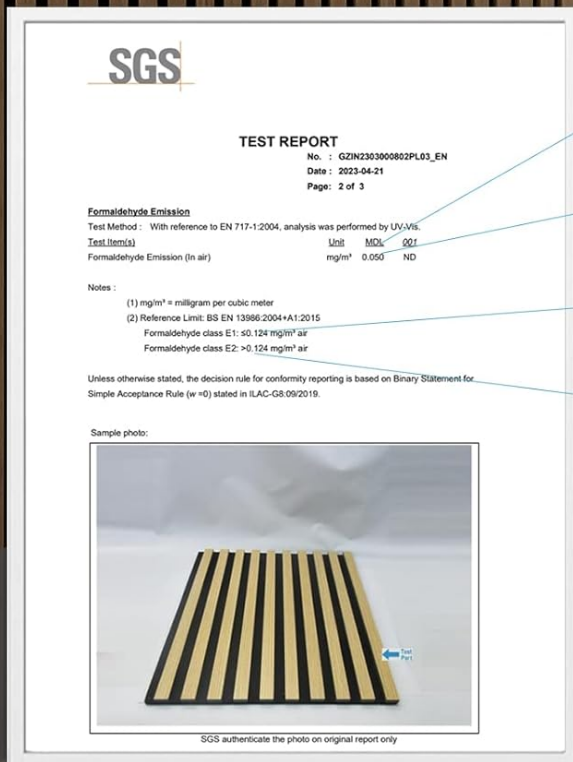 SGS
TEST REPORT
No. : GZIN2303000802PL03_EN
Date : 2023-04-21
Page: 2 of 3
Formaldehyde Emission
Test Method : With reference to EN 717-1:2004, analysis was performed by UV-Vis.
Test Item(s) Unit MDL 001
Formaldehyde Emission (In air) mg/m³ 0.050 ND
Notes :
(1) mg/m³ = milligram per cubic meter
(2) Reference Limit: BS EN 13986:2004+A1:2015
Formaldehyde class E1: ≤0.124 mg/m³ air
Formaldehyde class E2: >0.124 mg/m³ air
Unless otherwise stated, the decision rule for conformity reporting is based on Binary Statement for
Simple Acceptance Rule (w =0) stated in ILAC-G8:09/2019.
Sample photo:
Test
Part
SGS authenticate the photo on original report only